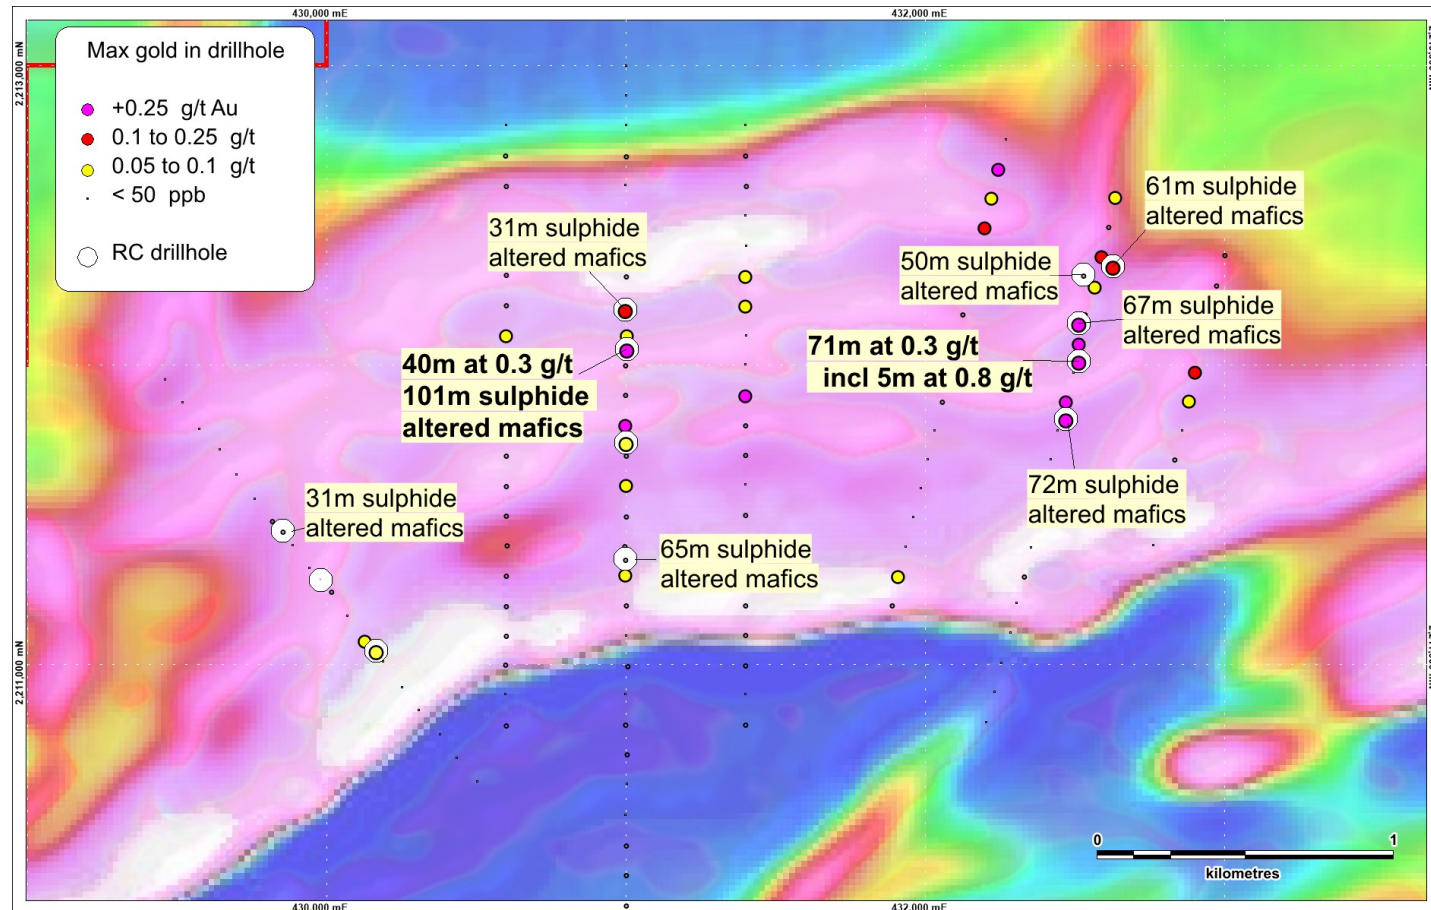 430,000 mE
432,000 mE
2,213,000 mN
Max gold in drillhole
+0.25 g/t Au
0.1 to 0.25 g/t
0.05 to 0.1 g/t
< 50 ppb
RC drillhole
61m sulphide
altered mafics
31m sulphide
altered mafics
50m sulphide
altered mafics
67m sulphide
altered mafics
71m at 0.3 g/t
incl 5m at 0.8 g/t
40m at 0.3 g/t
101m sulphide
altered mafics
72m sulphide
altered mafics
31m sulphide
altered mafics
65m sulphide
altered mafics
2,211,000 mN
0 1
kilometres
430,000 mE
432,000 mE